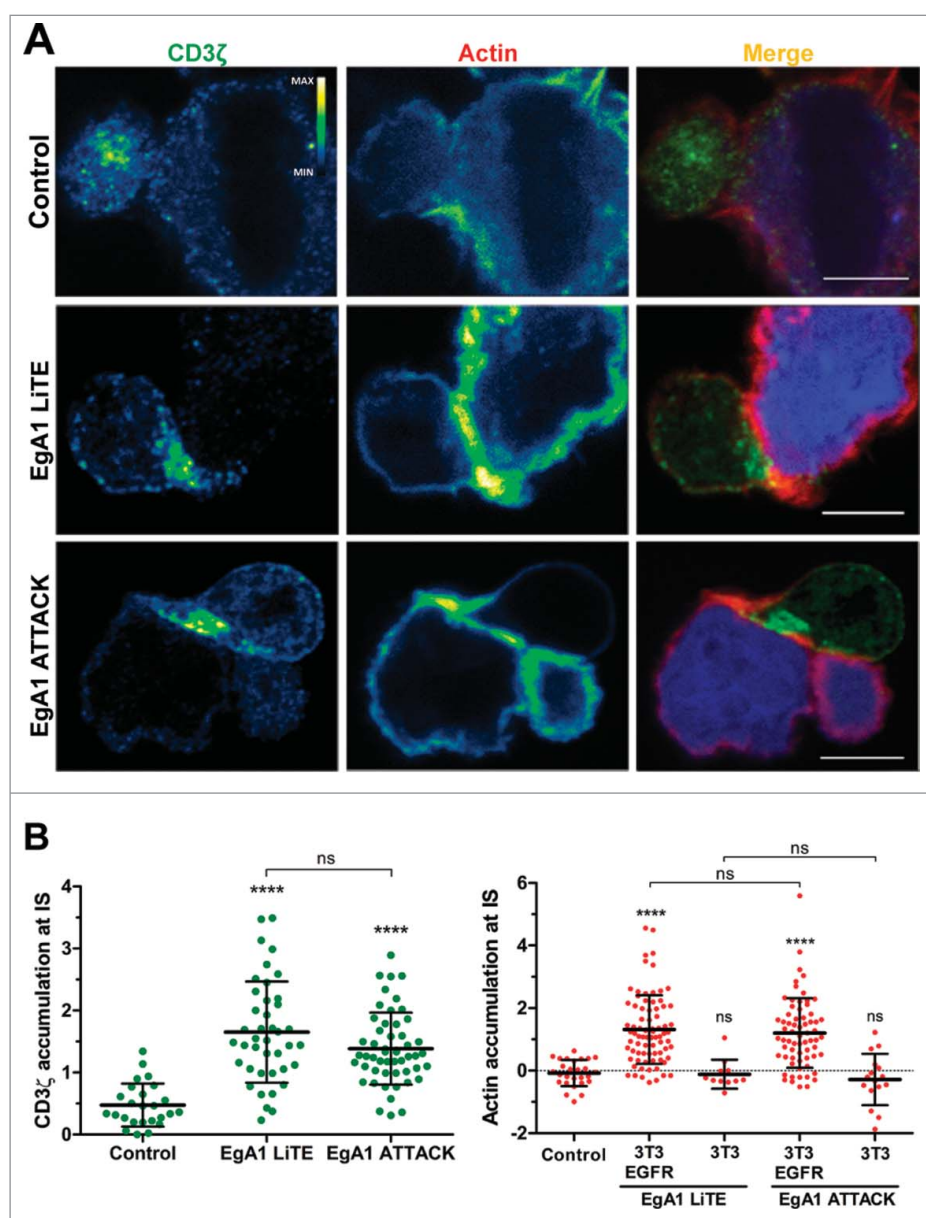 A
CD3ζ Actin Merge
Control
MAX
MIN
EgA1 LiTE
EgA1 ATTACK
B
ns
****
****
CD3ζ accumulation at IS
4
3
2
1
0
Control EgA1 LiTE EgA1 ATTACK
ns
ns
****
****
ns
ns
Actin accumulation at IS
6
4
2
0
-2
Control 3T3 EGFR 3T3 3T3 EGFR 3T3
EgA1 LiTE EgA1 ATTACK